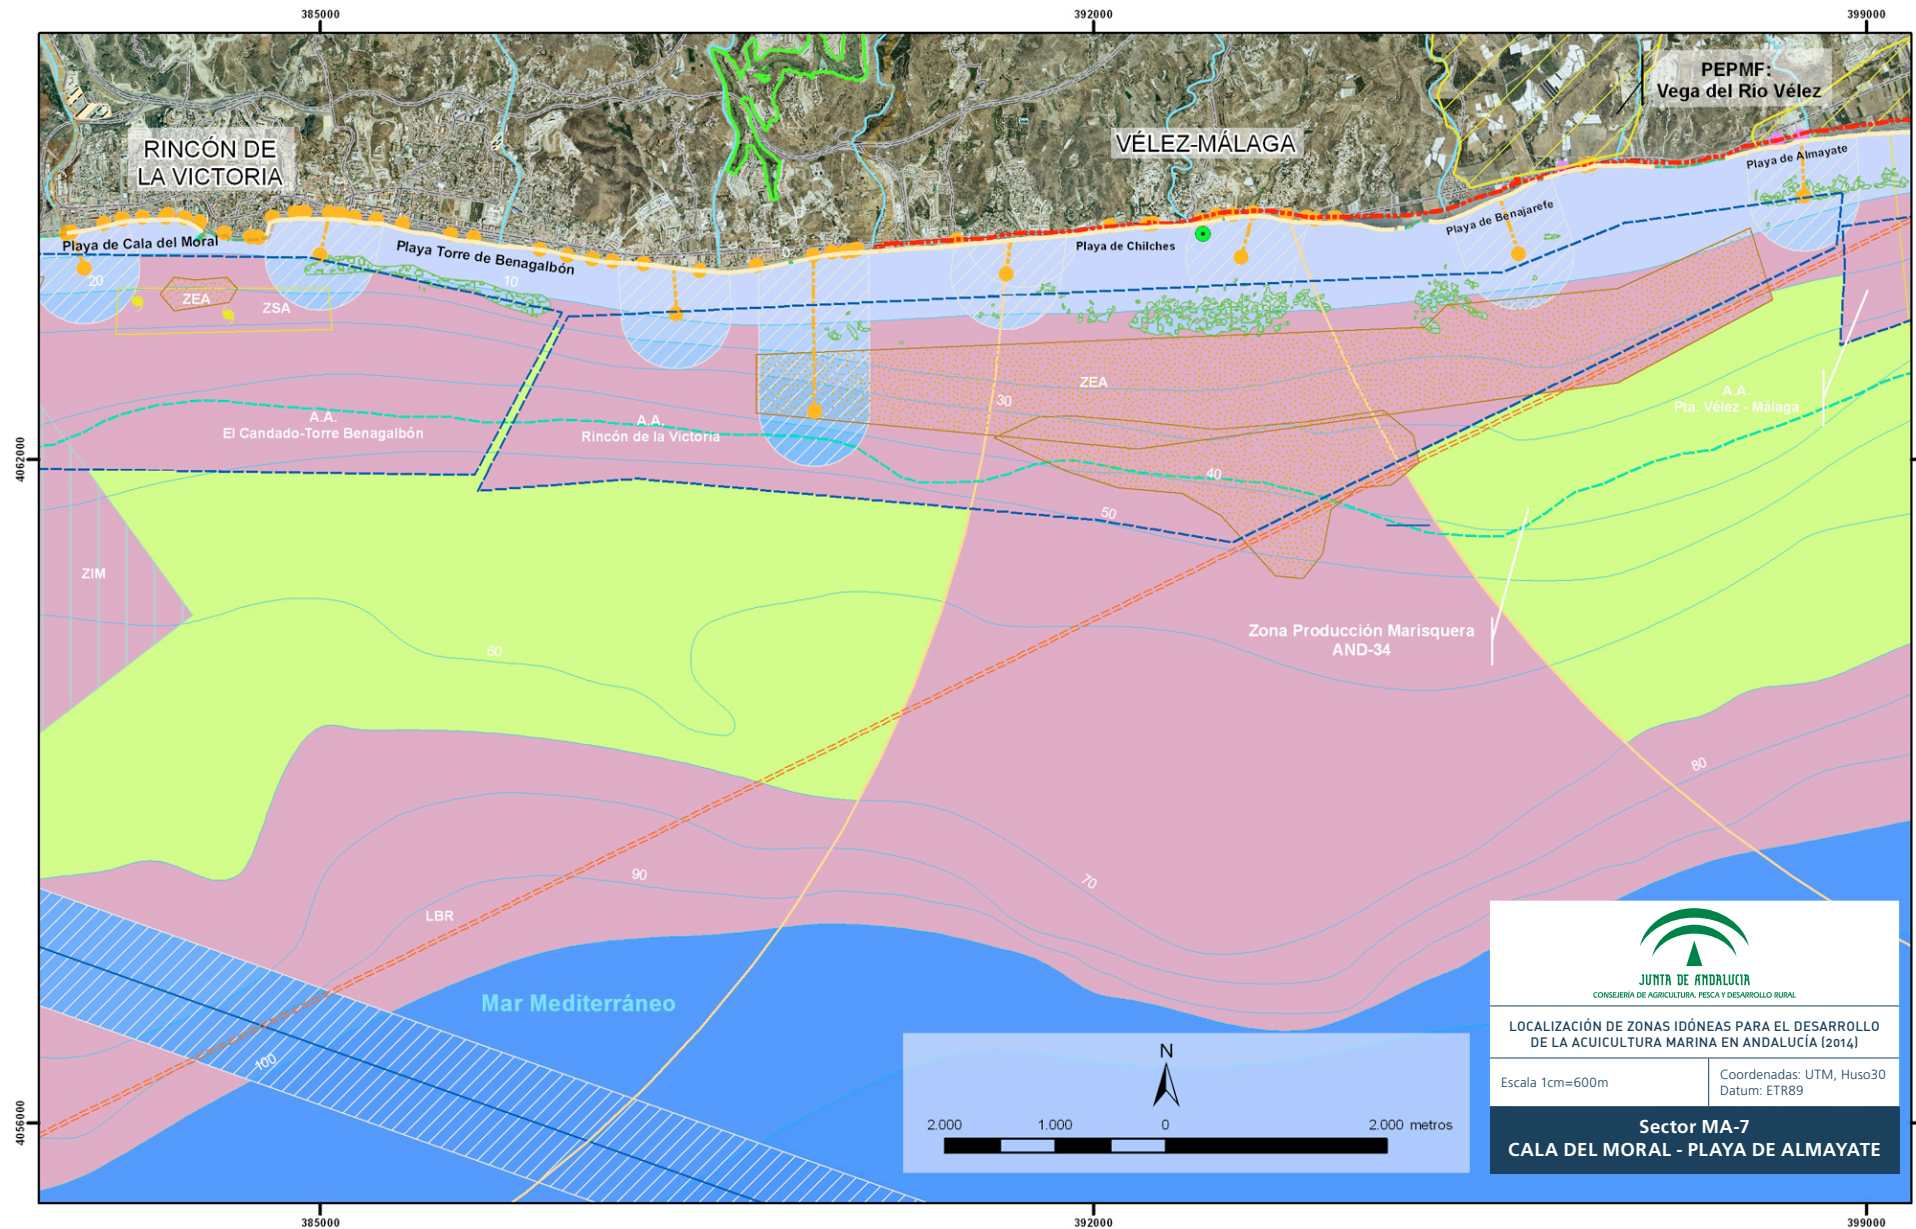 385000
392000
399000
PEPMF:
Vega del Río Vélez
RINCÓN DE
LA VICTORIA
VÉLEZ-MÁLAGA
Playa de Almayate
Playa de Benajarefe
Playa de Chilches
Playa de Cala del Moral
Playa Torre de Benagalbón
0
10
20
ZEA
ZSA
ZEA
30
A.A.
El Candado-Torre Benagalbón
A.A.
Rincón de la Victoria
A.A.
Pta. Vélez - Málaga
4062000
40
50
ZIM
Zona Producción Marisquera
AND-34
60
80
90
70
LBR
Mar Mediterráneo
100
4056000
N
2.000
1.000
0
2.000 metros
JUNTA DE ANDALUCIA
CONSEJERÍA DE AGRICULTURA, PESCA Y DESARROLLO RURAL
LOCALIZACIÓN DE ZONAS IDÓNEAS PARA EL DESARROLLO
DE LA ACUICULTURA MARINA EN ANDALUCÍA (2014)
Escala 1cm=600m
Coordenadas: UTM, Huso30
Datum: ETR89
Sector MA-7
CALA DEL MORAL - PLAYA DE ALMAYATE
385000
392000
399000